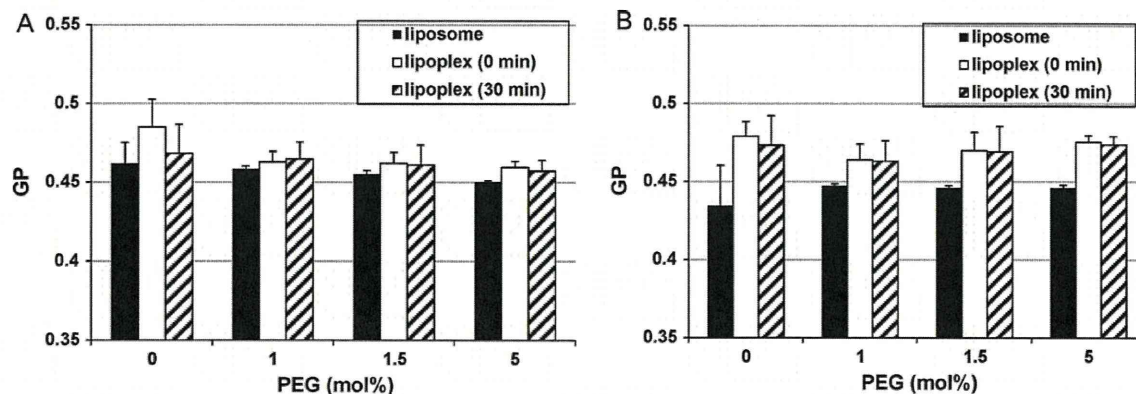 A
0.55
0.5
0.45
0.4
0.35
GP
liposome
lipoplex (0 min)
lipoplex (30 min)
0 1 1.5 5
PEG (mol%)
B
0.55
0.5
0.45
0.4
0.35
GP
liposome
lipoplex (0 min)
lipoplex (30 min)
0 1 1.5 5
PEG (mol%)